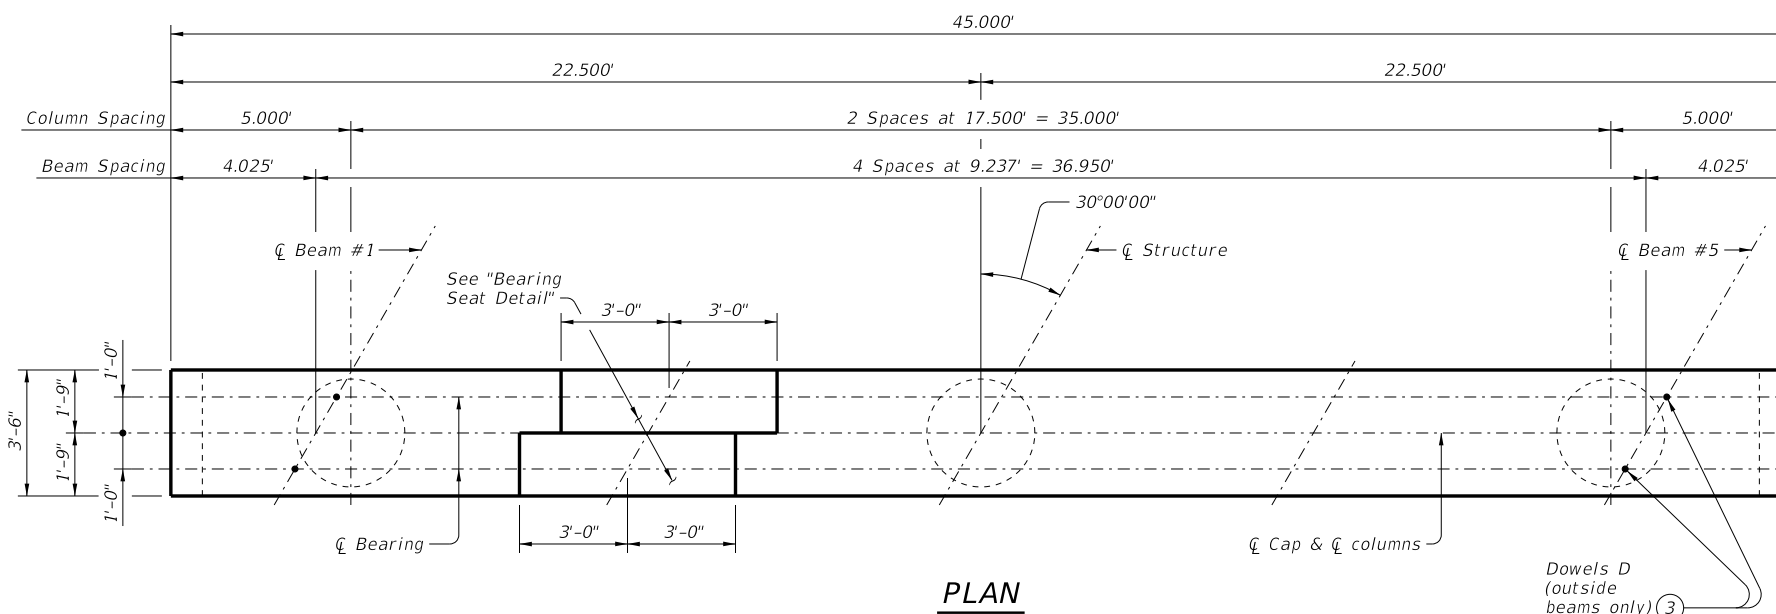 45.000'
22.500'
22.500'
Column Spacing
5.000'
2 Spaces at 17.500' = 35.000'
5.000'
Beam Spacing
4.025'
4 Spaces at 9.237' = 36.950'
4.025'
30°00'00"
℄ Beam #1
℄ Structure
℄ Beam #5
See "Bearing
Seat Detail"
3'-0"
3'-0"
1'-0"
1'-9"
3'-6"
1'-9"
1'-0"
3'-0"
3'-0"
℄ Bearing
℄ Cap & ℄ columns
Dowels D
(outside
beams only) 3
PLAN